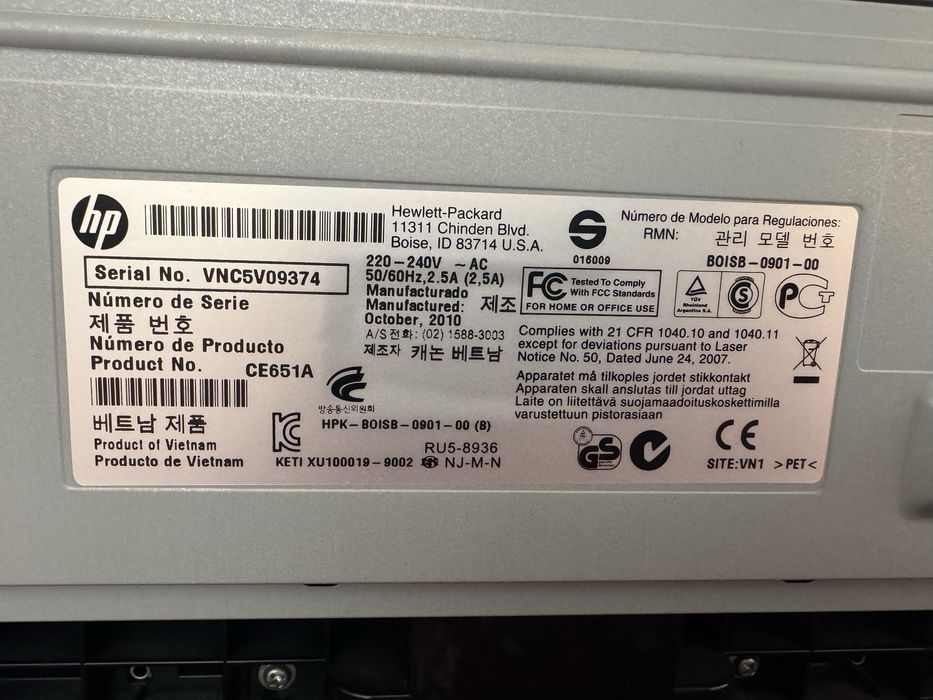 hp
Hewlett-Packard
11311 Chinden Blvd.
Boise, ID 83714 U.S.A.
S
016009
Número de Modelo para Regulaciones:
RMN: 관리 모델 번호
BOISB-0901-00
Serial No. VNC5V09374
Número de Serie
제품 번호
Número de Producto
Product No. CE651A
220-240V ~ AC
50/60Hz, 2.5A (2,5A)
Manufacturado
Manufactured: 제조
October, 2010
A/S 전화: (02) 1588-3003
제조자 캐논 베트남
FC Tested To Comply
With FCC Standards
FOR HOME OR OFFICE USE
TÜV
Rheinland
Argentina S.A.
S
Complies with 21 CFR 1040.10 and 1040.11
except for deviations pursuant to Laser
Notice No. 50, Dated June 24, 2007.
Apparatet må tilkoples jordet stikkontakt
Apparaten skall anslutas till jordat uttag
Laite on liitettävä suojamaadoituskoskettimilla
varustettuun pistorasiaan
베트남 제품
Product of Vietnam
Producto de Vietnam
방송통신위원회
HPK-BOISB-0901-00 (B)
RU5-8936
KETI XU100019-9002 NJ-M-N
GS
CE
SITE:VN1 >PET<